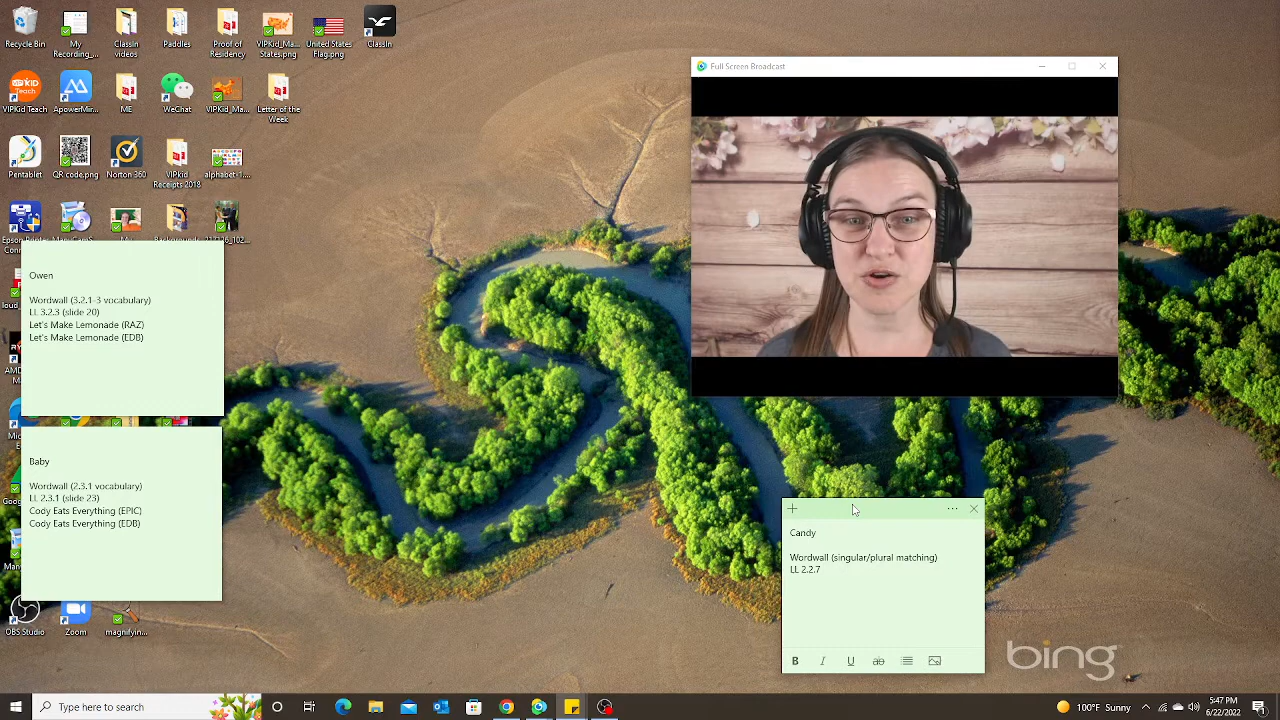 Recycle Bin
My Recording_...
ClassIn videos
Paddles
Proof of Residency
VIPKid_Ma... States.png
United States Flag.png
ClassIn
VIPKid Teach
ApowerMir...
ME
WeChat
VIPKid_Ma...
Letter of the Week
Pentablet
QR code.png
Norton 360
VIPKid Receipts 2018
alphabet-1....
Full Screen Broadcast
Owen
Wordwall (3.2.1-3 vocabulary)
LL 3.2.3 (slide 20)
Let's Make Lemonade (RAZ)
Let's Make Lemonade (EDB)
Baby
Wordwall (2.3.1 vocabulary)
LL 2.3.1 (slide 23)
Cody Eats Everything (EPIC)
Cody Eats Everything (EDB)
Candy
Wordwall (singular/plural matching)
LL 2.2.7
B I U ab
OBS Studio
Zoom
magnifyin...
bing
Type here to search
100°F Sunny
5:47 PM
6/22/2022